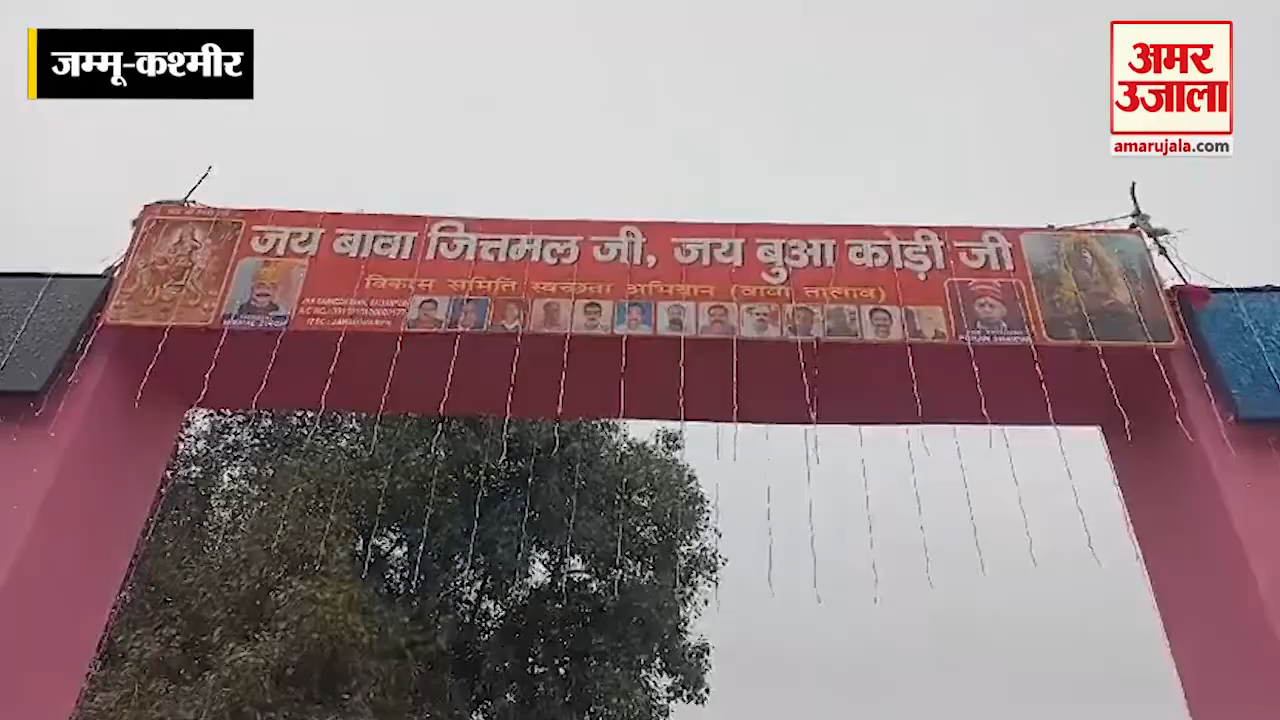 जम्मू-कश्मीर
अमर
उजाला
amarujala.com
जय बावा जित्तमल जी, जय बुआ कोड़ी जी
विकास समिति स्वच्छता अभियान (बाबा तालाब)